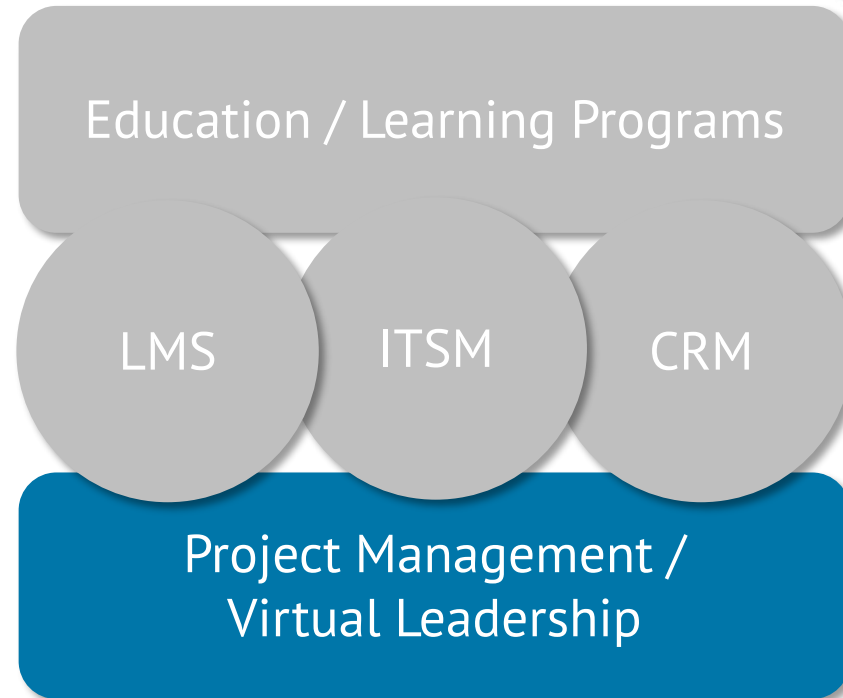 Education / Learning Programs
LMS
ITSM
CRM
Project Management /
Virtual Leadership